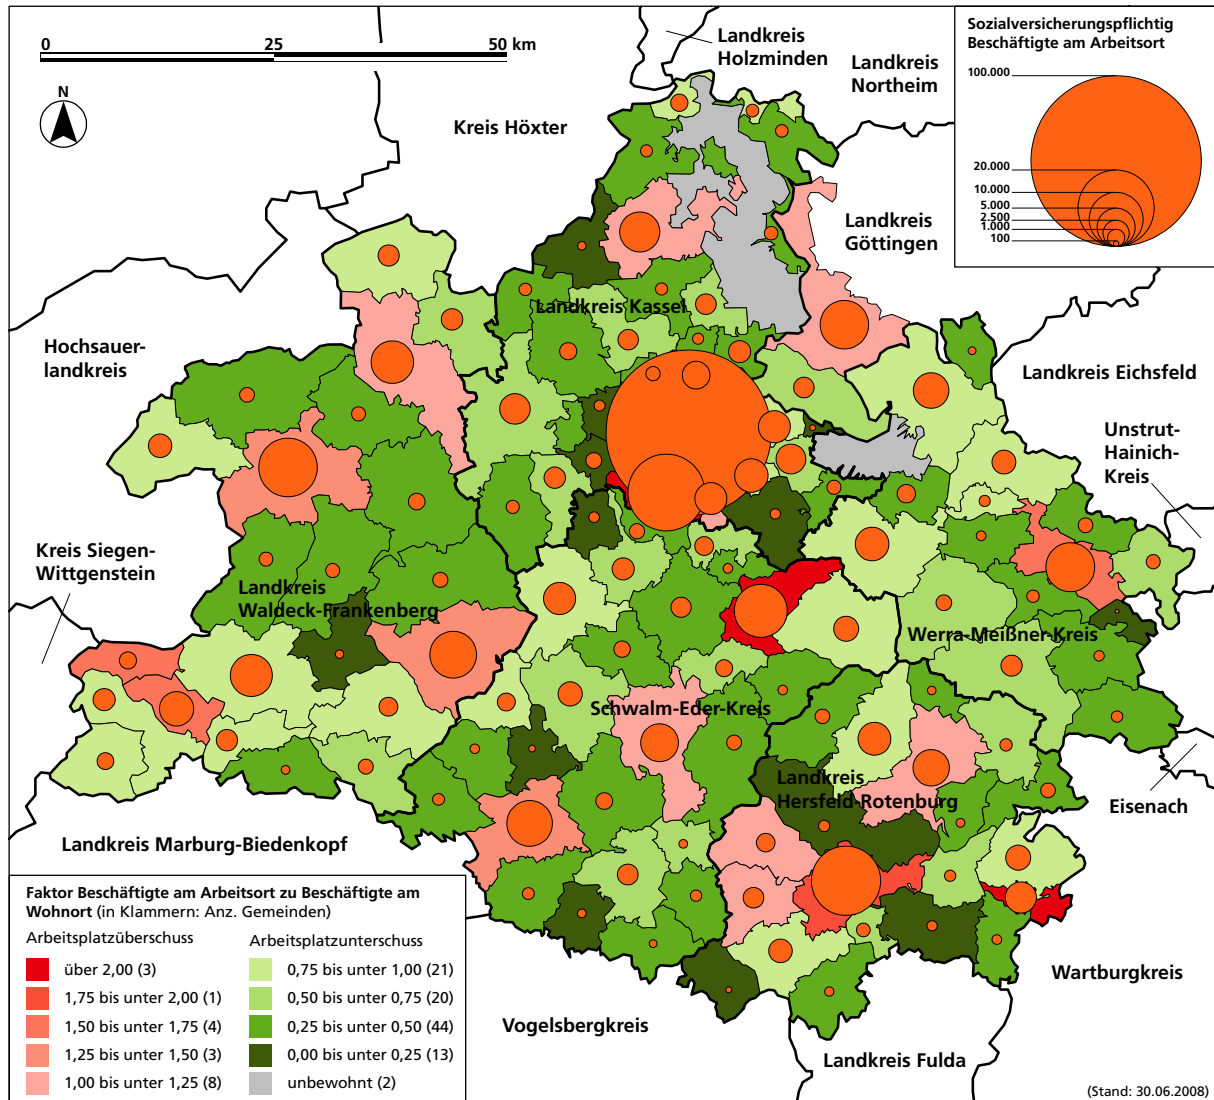 0 25 50 km
N
Sozialversicherungspflichtig
Beschäftigte am Arbeitsort
100.000
20.000
10.000
5.000
2.500
1.000
100
Landkreis
Holzminden
Landkreis
Northeim
Kreis Höxter
Landkreis
Göttingen
Landkreis Kassel
Hochsauer-
landkreis
Landkreis Eichsfeld
Unstrut-
Hainich-
Kreis
Kreis Siegen-
Wittgenstein
Landkreis
Waldeck-Frankenberg
Werra-Meißner-Kreis
Schwalm-Eder-Kreis
Landkreis
Hersfeld-Rotenburg
Eisenach
Landkreis Marburg-Biedenkopf
Wartburgkreis
Vogelsbergkreis
Landkreis Fulda
Faktor Beschäftigte am Arbeitsort zu Beschäftigte am
Wohnort (in Klammern: Anz. Gemeinden)
Arbeitsplatzüberschuss
über 2,00 (3)
1,75 bis unter 2,00 (1)
1,50 bis unter 1,75 (4)
1,25 bis unter 1,50 (3)
1,00 bis unter 1,25 (8)
Arbeitsplatzunterschuss
0,75 bis unter 1,00 (21)
0,50 bis unter 0,75 (20)
0,25 bis unter 0,50 (44)
0,00 bis unter 0,25 (13)
unbewohnt (2)
(Stand: 30.06.2008)